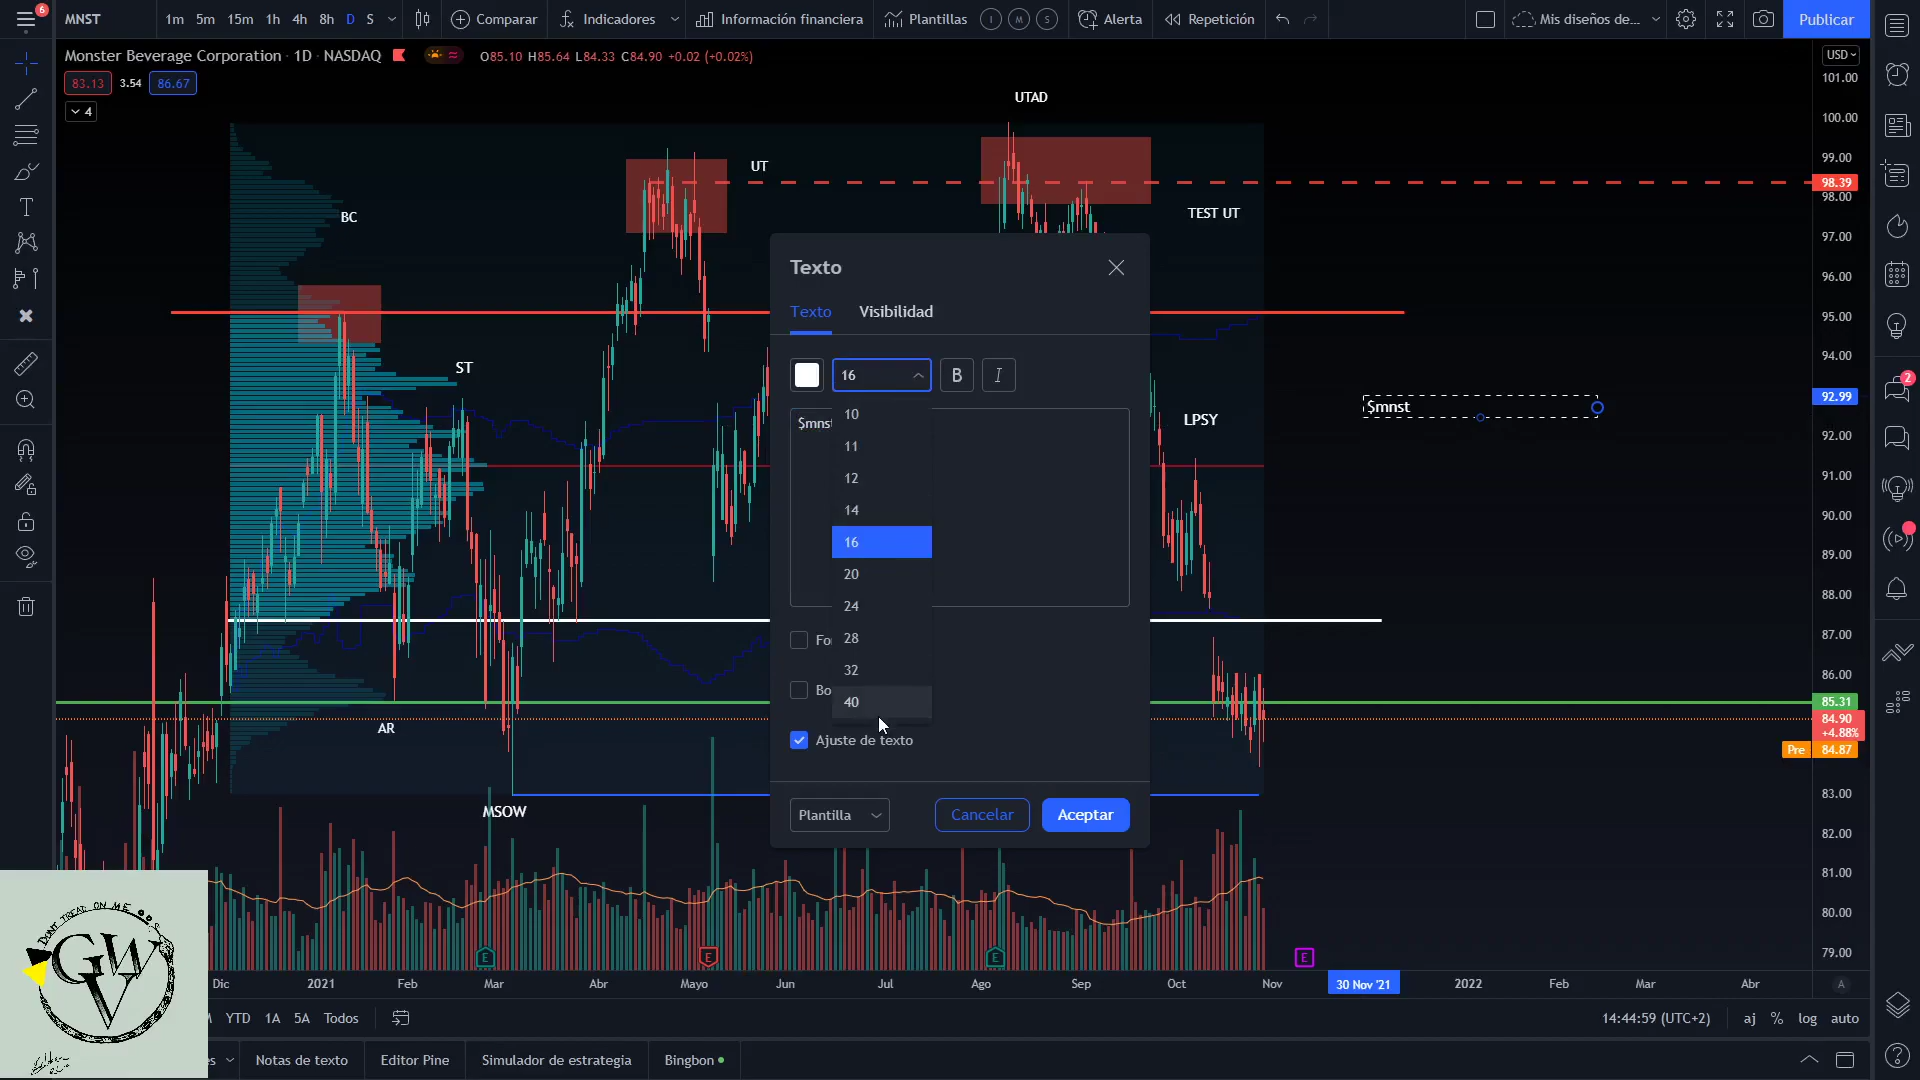 6
MNST
1m 5m 15m 1h 4h 8h D S
Comparar
Indicadores
Información financiera
Plantillas
I M S
Alerta
Repetición
Mis diseños de...
Publicar
Monster Beverage Corporation · 1D · NASDAQ
O85.10 H85.64 L84.33 C84.90 +0.02 (+0.02%)
USD
83.13 3.54 86.67
4
101.00
100.00
99.00
98.39
98.00
97.00
96.00
95.00
94.00
92.99
92.00
91.00
90.00
89.00
88.00
87.00
86.00
85.31
84.90
+4.88%
Pre 84.87
83.00
82.00
81.00
80.00
79.00
UTAD
UT
BC
TEST UT
ST
LPSY
$mnst
AR
MSOW
Texto
Texto Visibilidad
16 B I
$mnst
10
11
12
14
16
20
24
28
32
40
Ajuste de texto
Plantilla Cancelar Aceptar
2
E E E E
Dic 2021 Feb Mar Abr Mayo Jun Jul Ago Sep Oct Nov 30 Nov '21 2022 Feb Mar Abr
A
YTD 1A 5A Todos
14:44:59 (UTC+2) aj % log auto
Notas de texto Editor Pine Simulador de estrategia Bingbon
DONT TREAT ON ME
GWV